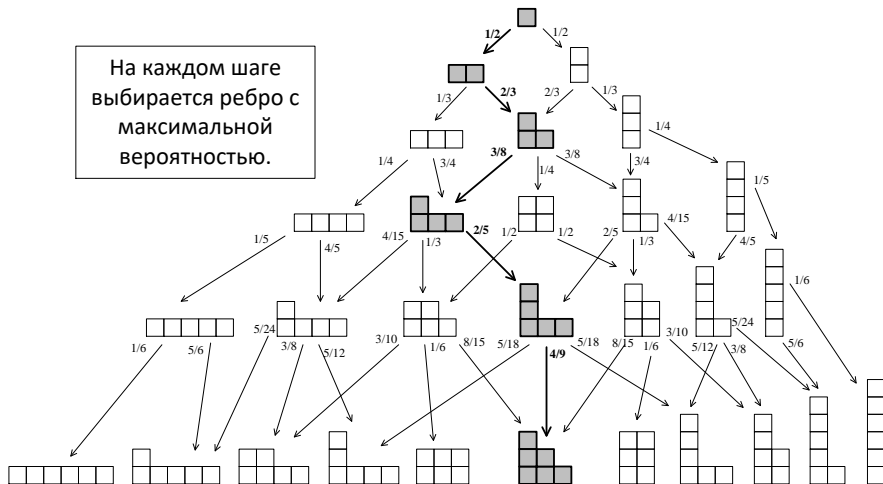 На каждом шаге
выбирается ребро с
максимальной
вероятностью.
1/2 1/2
1/3 2/3 2/3 1/3
1/4 3/4 3/8 1/4 3/8 3/4 1/4
1/5 4/5 4/15 1/3 2/5 1/2 1/2 2/5 1/3 4/15 4/5 1/5
1/6 5/6 5/24 3/8 5/12 3/10 1/6 8/15 5/18 4/9 5/18 8/15 1/6 3/10 5/12 3/8 5/24 5/6 1/6